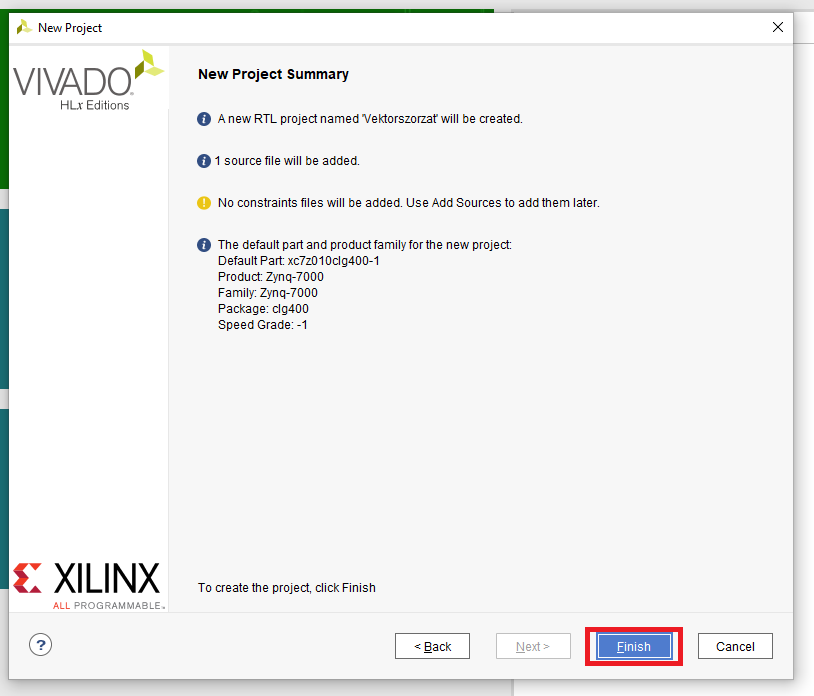 New Project
VIVADO
HLx Editions
New Project Summary
A new RTL project named 'Vektorszorzat' will be created.
1 source file will be added.
No constraints files will be added. Use Add Sources to add them later.
The default part and product family for the new project:
Default Part: xc7z010clg400-1
Product: Zynq-7000
Family: Zynq-7000
Package: clg400
Speed Grade: -1
XILINX
ALL PROGRAMMABLE.
To create the project, click Finish
?
< Back
Next >
Finish
Cancel